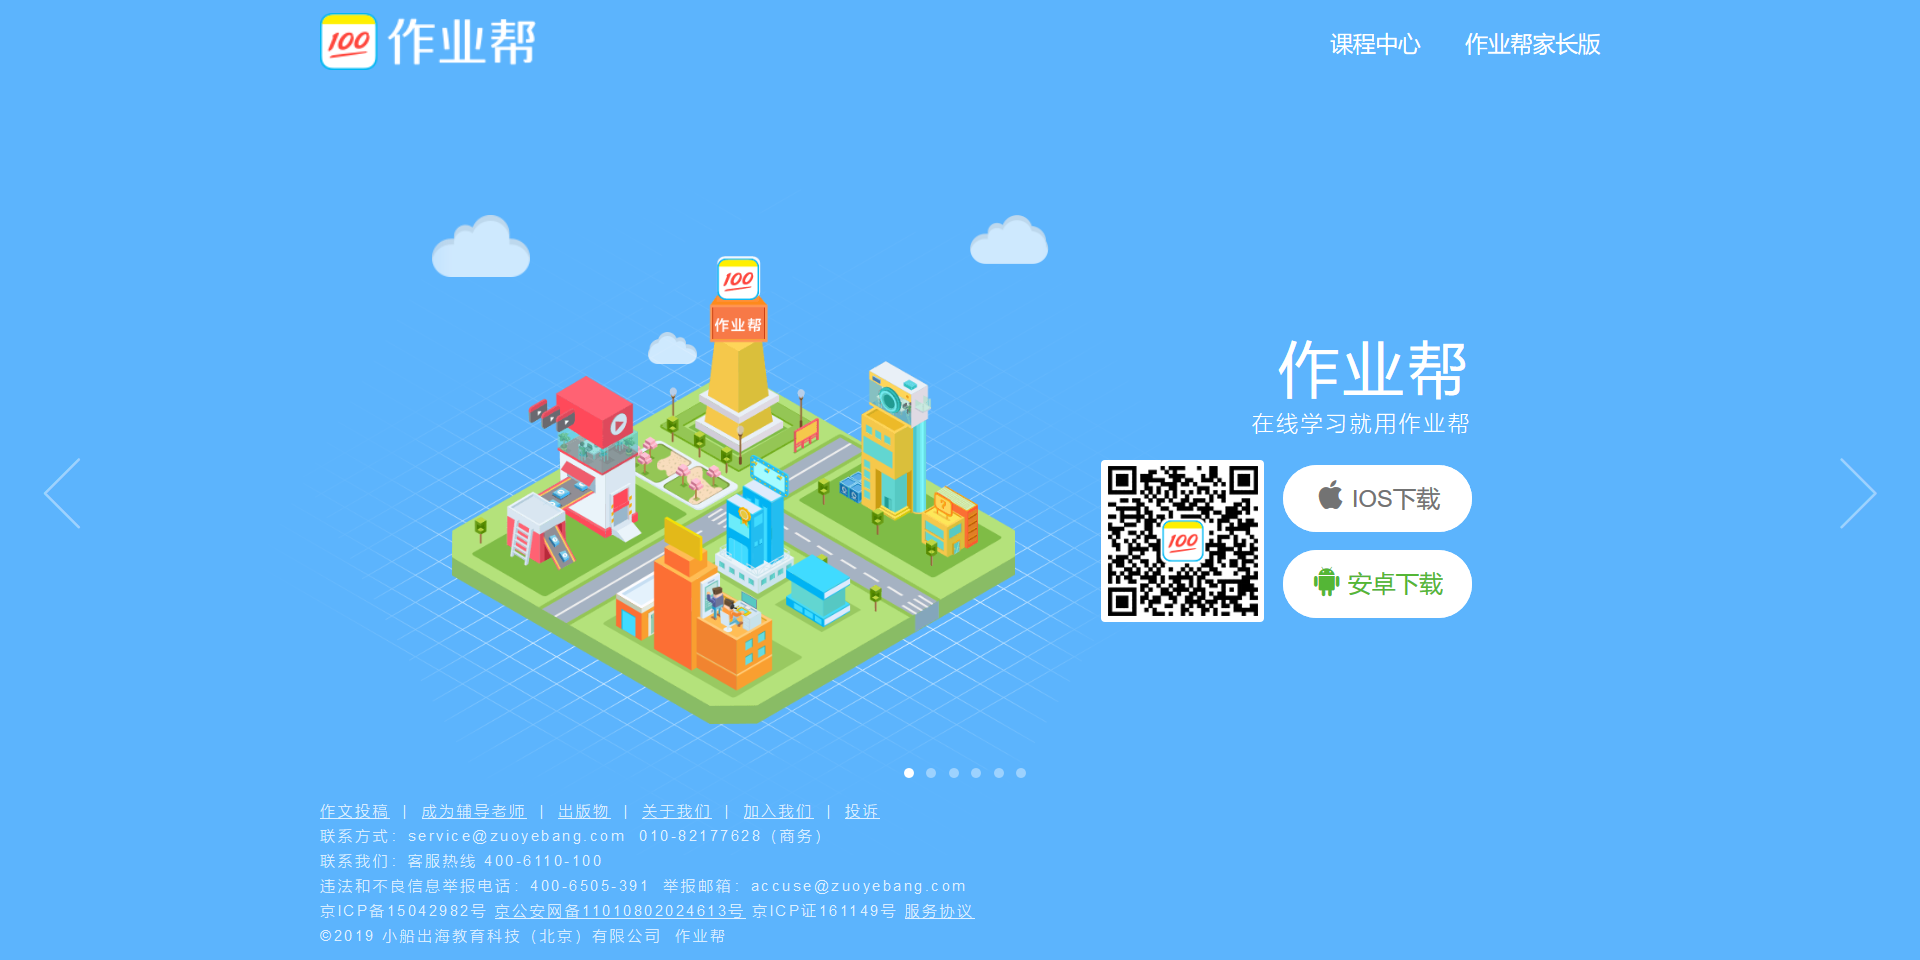 100 作业帮
课程中心 作业帮家长版
100
作业帮
作业帮
在线学习就用作业帮
100
IOS下载
安卓下载
作文投稿 | 成为辅导老师 | 出版物 | 关于我们 | 加入我们 | 投诉
联系方式：service@zuoyebang.com 010-82177628（商务）
联系我们：客服热线 400-6110-100
违法和不良信息举报电话：400-6505-391 举报邮箱：accuse@zuoyebang.com
京ICP备15042982号 京公安网备11010802024613号 京ICP证161149号 服务协议
©2019 小船出海教育科技（北京）有限公司 作业帮